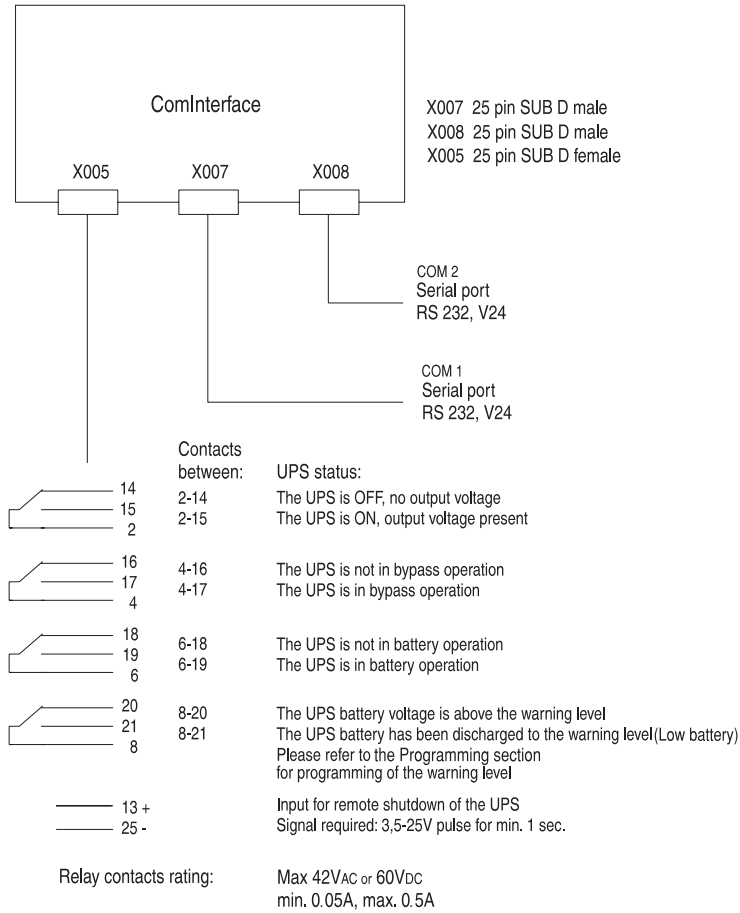 ComInterface
X007 25 pin SUB D male
X008 25 pin SUB D male
X005 25 pin SUB D female
X005 X007 X008
COM 2
Serial port
RS 232, V24
COM 1
Serial port
RS 232, V24
Contacts
between: UPS status:
14 2-14 The UPS is OFF, no output voltage
15 2-15 The UPS is ON, output voltage present
2
16 4-16 The UPS is not in bypass operation
17 4-17 The UPS is in bypass operation
4
18 6-18 The UPS is not in battery operation
19 6-19 The UPS is in battery operation
6
20 8-20 The UPS battery voltage is above the warning level
21 8-21 The UPS battery has been discharged to the warning level(Low battery)
8 Please refer to the Programming section
for programming of the warning level
13 + Input for remote shutdown of the UPS
25 - Signal required: 3,5-25V pulse for min. 1 sec.
Relay contacts rating: Max 42VAC or 60VDC
min. 0.05A, max. 0.5A